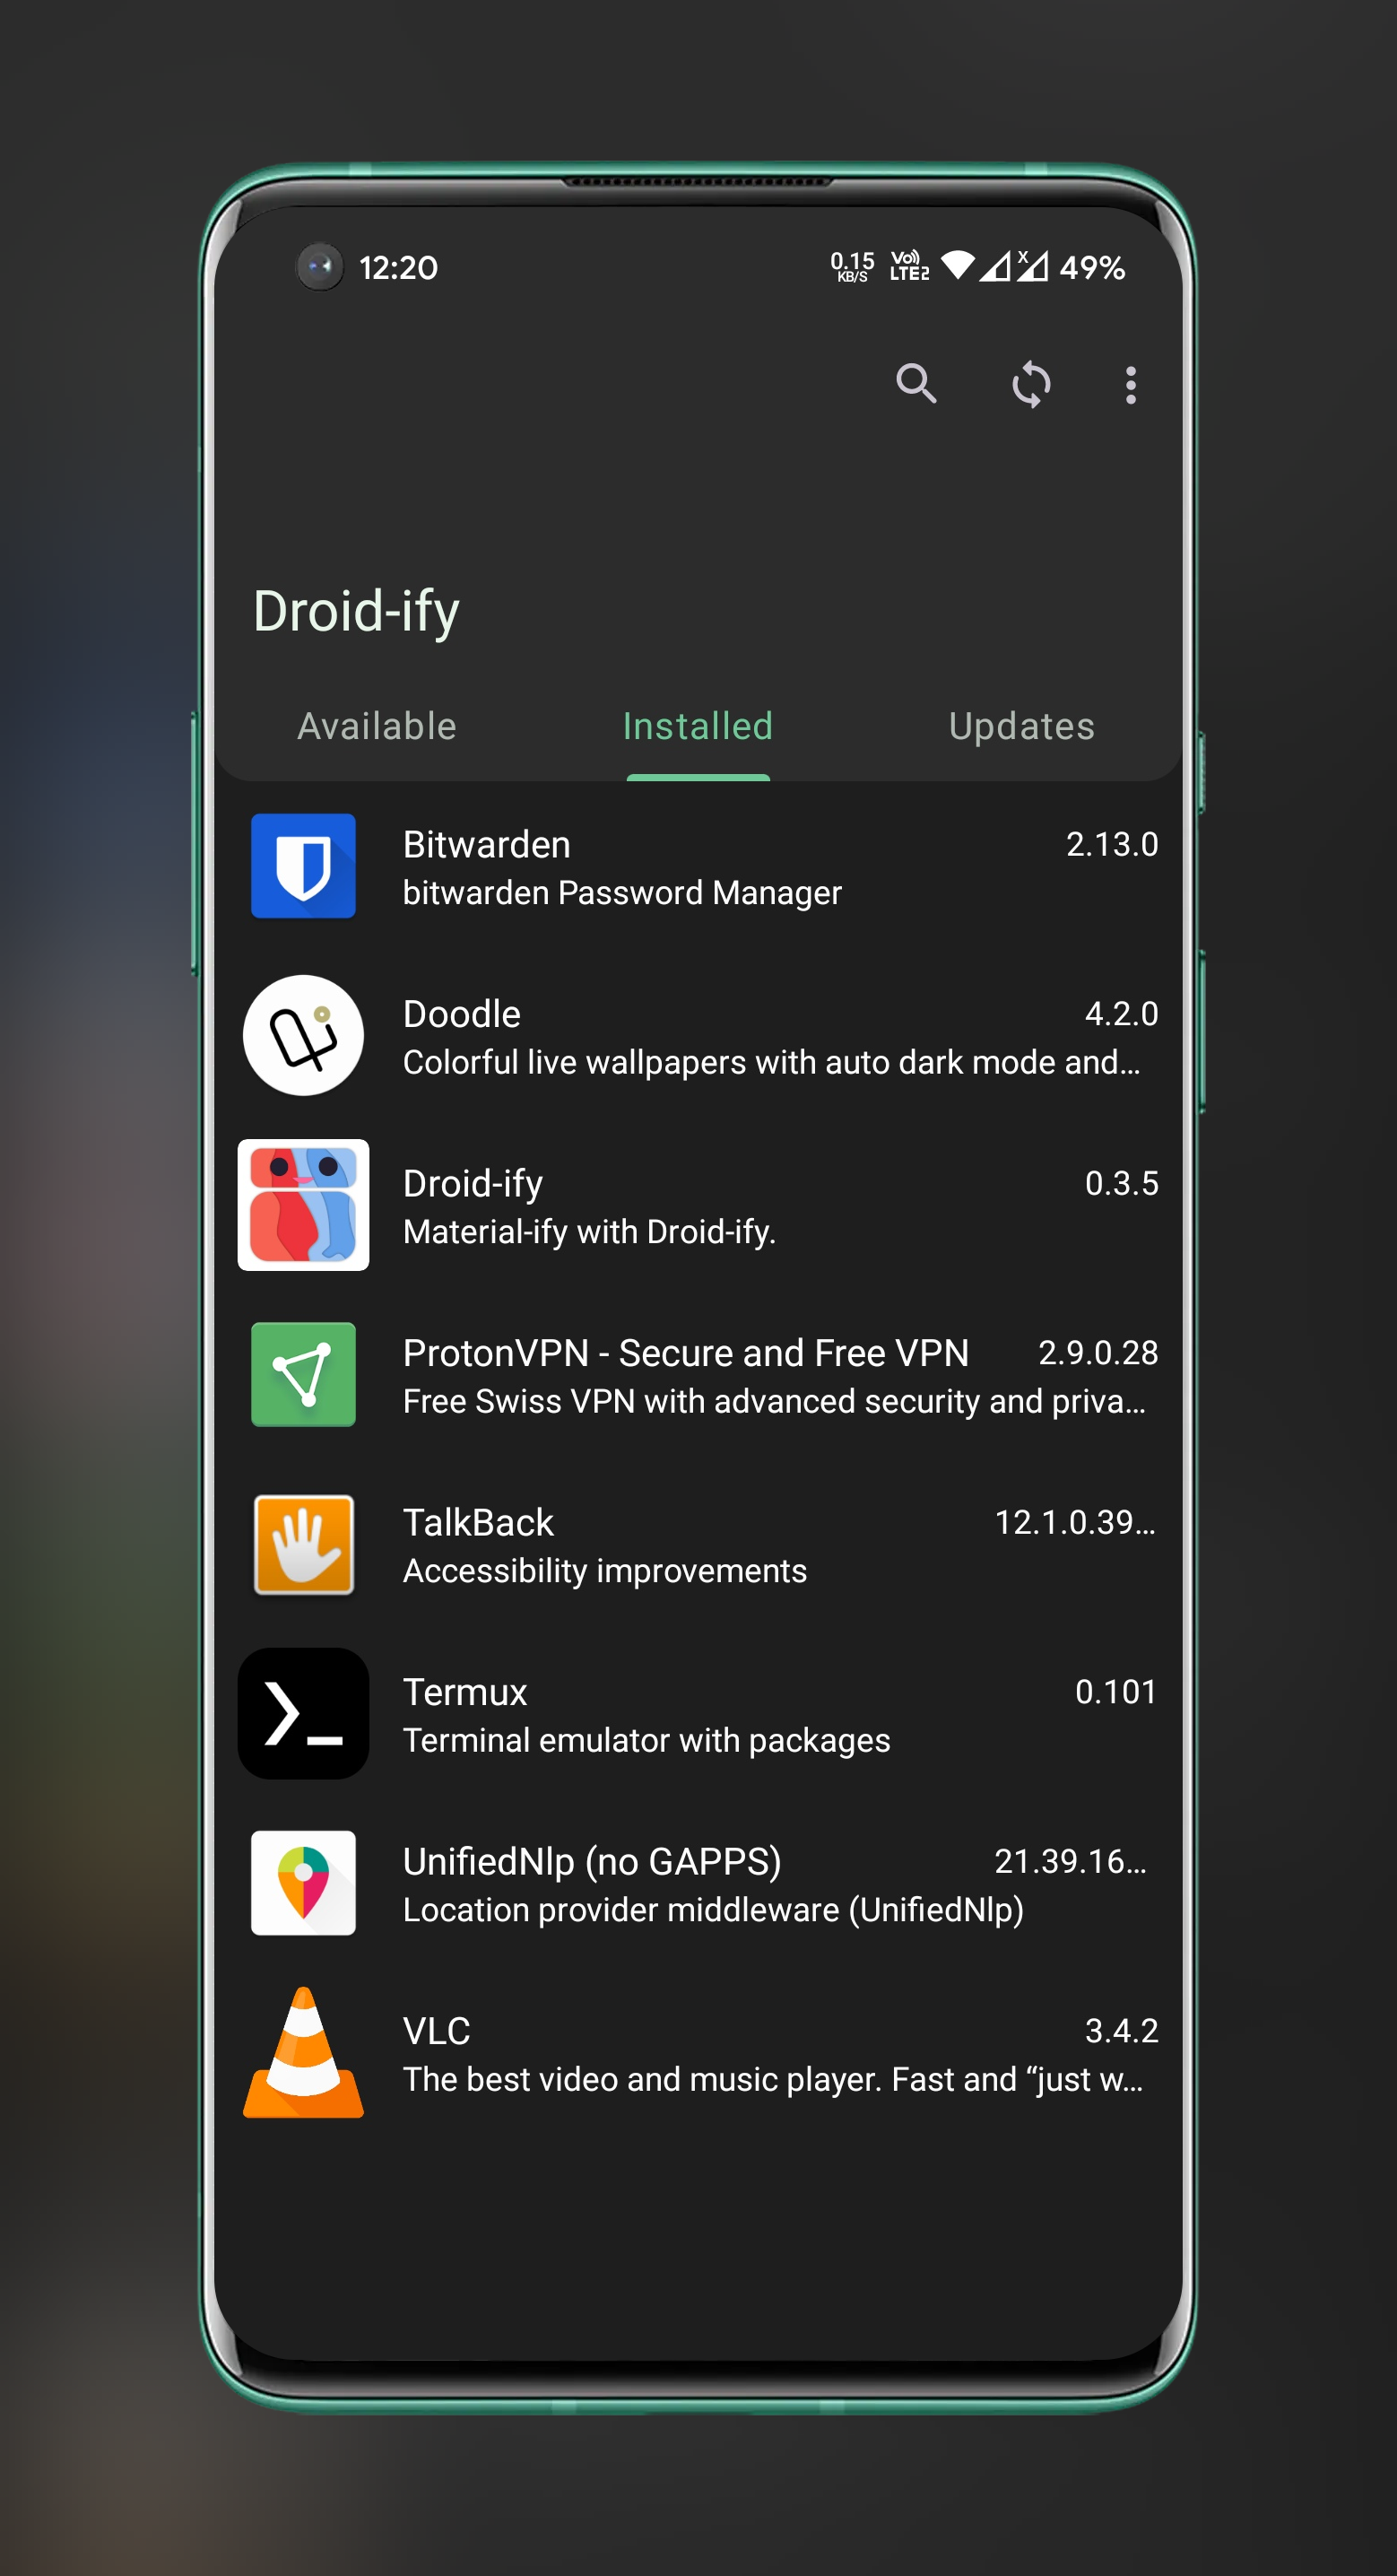 12:20
0.15 KB/S Vo) LTE2 X 49%
Droid-ify
Available Installed Updates
Bitwarden 2.13.0
bitwarden Password Manager
Doodle 4.2.0
Colorful live wallpapers with auto dark mode and…
Droid-ify 0.3.5
Material-ify with Droid-ify.
ProtonVPN - Secure and Free VPN 2.9.0.28
Free Swiss VPN with advanced security and priva…
TalkBack 12.1.0.39…
Accessibility improvements
Termux 0.101
Terminal emulator with packages
UnifiedNlp (no GAPPS) 21.39.16…
Location provider middleware (UnifiedNlp)
VLC 3.4.2
The best video and music player. Fast and “just w…